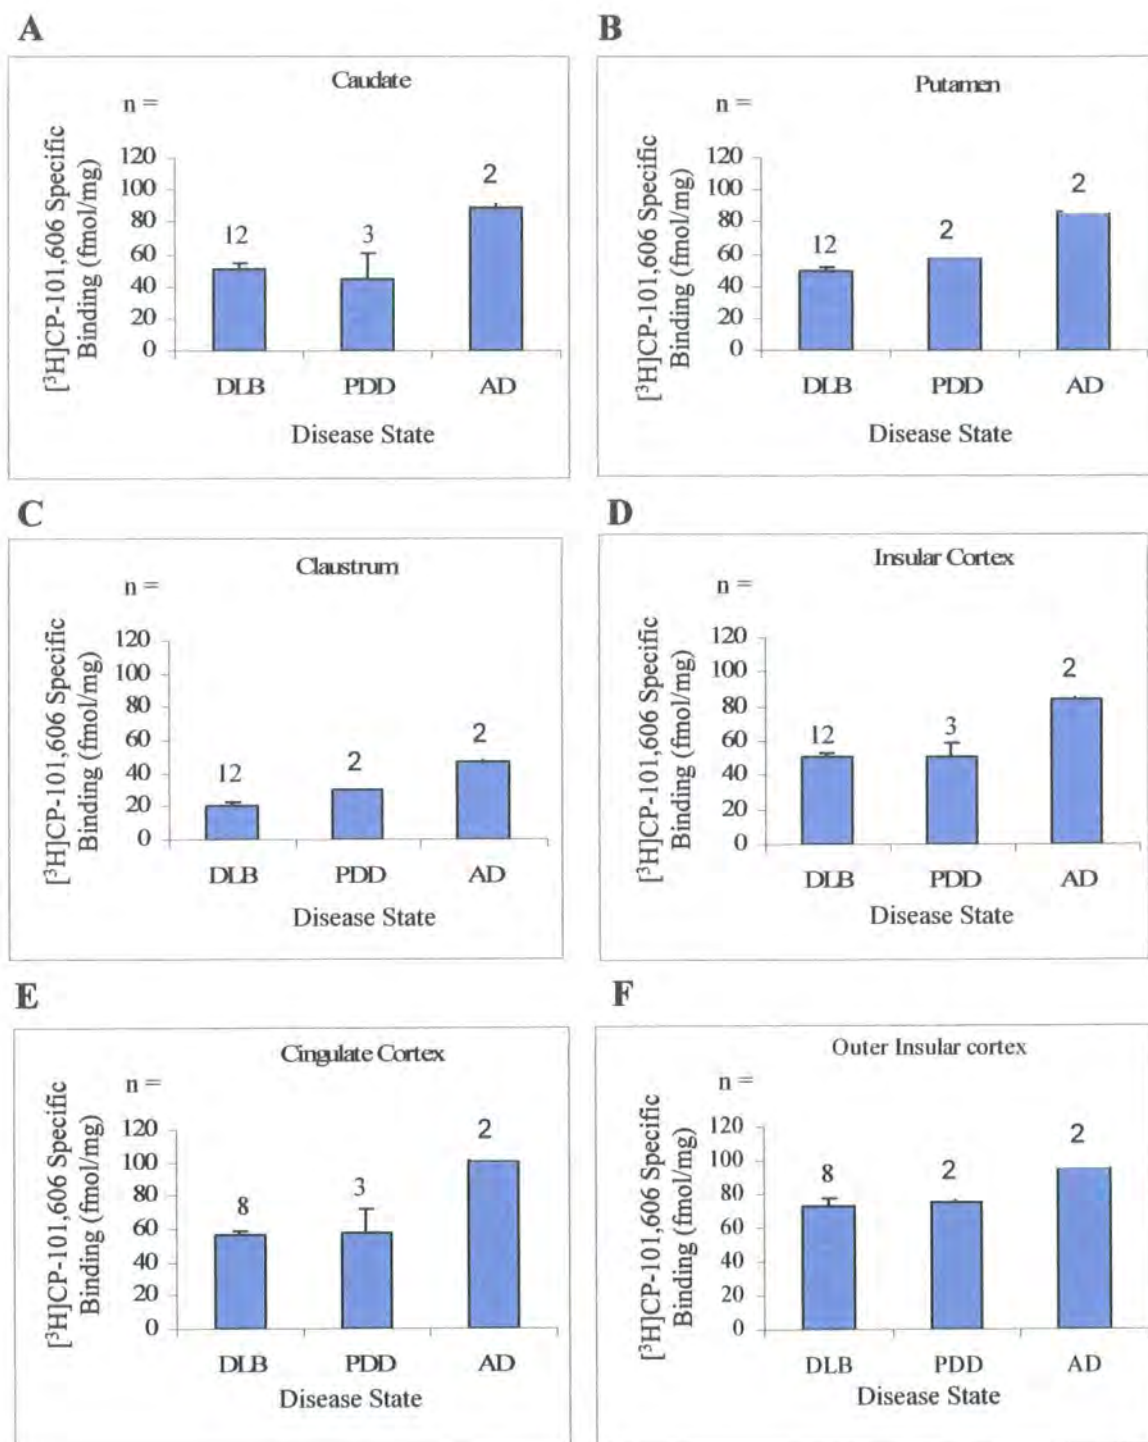 A
Caudate
n =
[³H]CP-101,606 Specific
Binding (fmol/mg)
120
100
80
60
40
20
0
12
3
2
DLB PDD AD
Disease State
B
Putamen
n =
[³H]CP-101,606 Specific
Binding (fmol/mg)
120
100
80
60
40
20
0
12
2
2
DLB PDD AD
Disease State
C
Claustrum
n =
[³H]CP-101,606 Specific
Binding (fmol/mg)
120
100
80
60
40
20
0
12
2
2
DLB PDD AD
Disease State
D
Insular Cortex
n =
[³H]CP-101,606 Specific
Binding (fmol/mg)
120
100
80
60
40
20
0
12
3
2
DLB PDD AD
Disease State
E
Cingulate Cortex
n =
[³H]CP-101,606 Specific
Binding (fmol/mg)
120
100
80
60
40
20
0
8
3
2
DLB PDD AD
Disease State
F
Outer Insular cortex
n =
[³H]CP-101,606 Specific
Binding (fmol/mg)
120
100
80
60
40
20
0
8
2
2
DLB PDD AD
Disease State